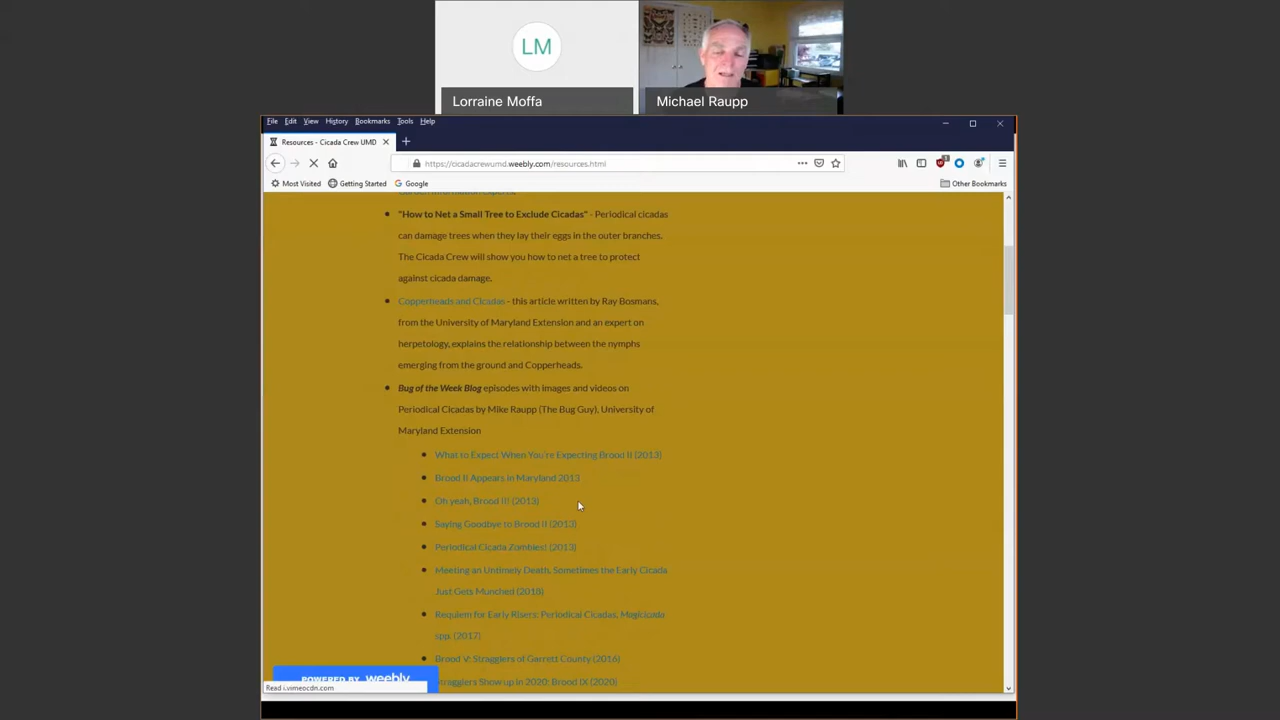 LM
Lorraine Moffa
Michael Raupp
File Edit View History Bookmarks Tools Help
Resources - Cicada Crew UMD
https://cicadacrewumd.weebly.com/resources.html
Most Visited Getting Started Google Other Bookmarks
"How to Net a Small Tree to Exclude Cicadas" - Periodical cicadas
can damage trees when they lay their eggs in the outer branches.
The Cicada Crew will show you how to net a tree to protect
against cicada damage.
Copperheads and Cicadas - this article written by Ray Bosmans,
from the University of Maryland Extension and an expert on
herpetology, explains the relationship between the nymphs
emerging from the ground and Copperheads.
Bug of the Week Blog episodes with images and videos on
Periodical Cicadas by Mike Raupp (The Bug Guy), University of
Maryland Extension
What to Expect When You're Expecting Brood II (2013)
Brood II Appears in Maryland 2013
Oh yeah, Brood II! (2013)
Saying Goodbye to Brood II (2013)
Periodical Cicada Zombies! (2013)
Meeting an Untimely Death, Sometimes the Early Cicada
Just Gets Munched (2018)
Requiem for Early Risers: Periodical Cicadas, Magicicada
spp. (2017)
Brood V: Stragglers of Garrett County (2016)
Stragglers Show up in 2020: Brood IX (2020)
POWERED BY weebly
Read i.vimeocdn.com